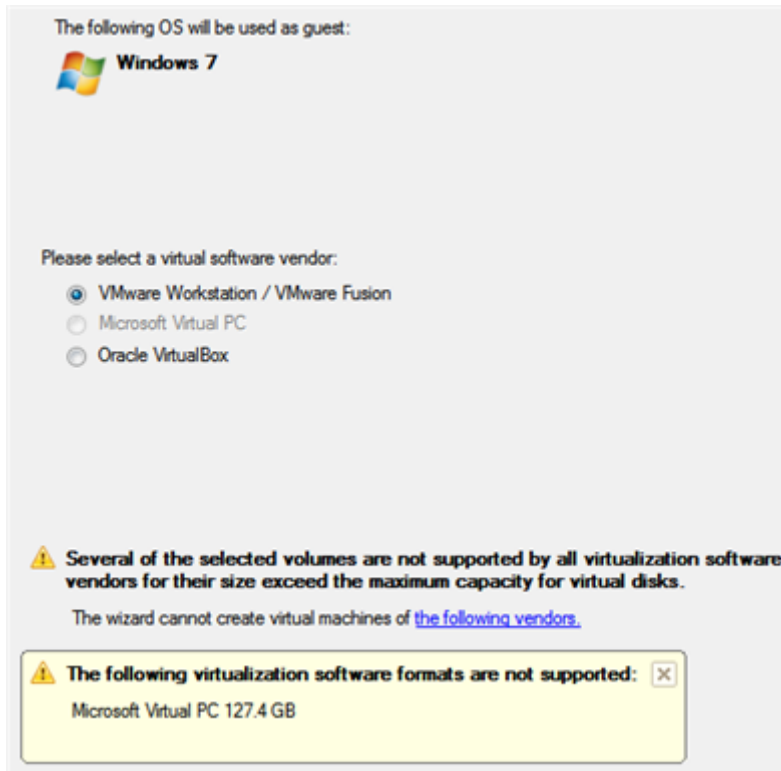 The following OS will be used as guest:
Windows 7
Please select a virtual software vendor:
VMware Workstation / VMware Fusion
Microsoft Virtual PC
Oracle VirtualBox
Several of the selected volumes are not supported by all virtualization software
vendors for their size exceed the maximum capacity for virtual disks.
The wizard cannot create virtual machines of the following vendors.
The following virtualization software formats are not supported:
Microsoft Virtual PC 127.4 GB